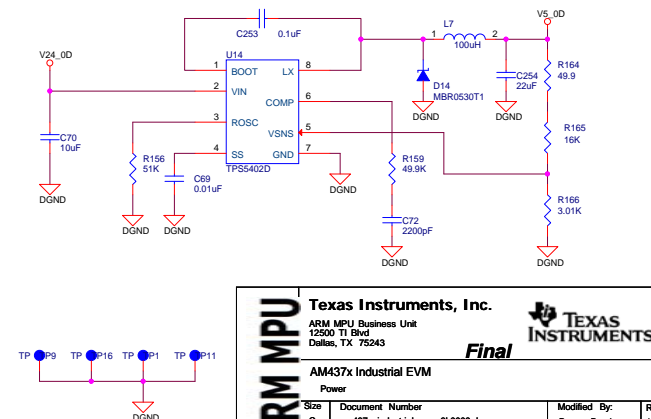 C253 0.1uF
L7
1 2
100uH
V5_0D
V24_0D
U14
1 BOOT LX 8
2 VIN
COMP 6
3 ROSC
VSNS 5
4 SS GND 7
TPS5402D
D14
MBR0530T1
DGND
C254
22uF
DGND
R164
49.9
R165
16K
R166
3.01K
DGND
C70
10uF
DGND
R156
51K
DGND
C69
0.01uF
DGND
DGND
R159
49.9K
C72
2200pF
DGND
TP P9 TP P16 TP P1 TP P11
DGND
RM MPU
Texas Instruments, Inc.
ARM MPU Business Unit
12500 TI Blvd
Dallas, TX 75243
Final
TEXAS
INSTRUMENTS
AM437x Industrial EVM
Power
Size Document Number Modified By: R